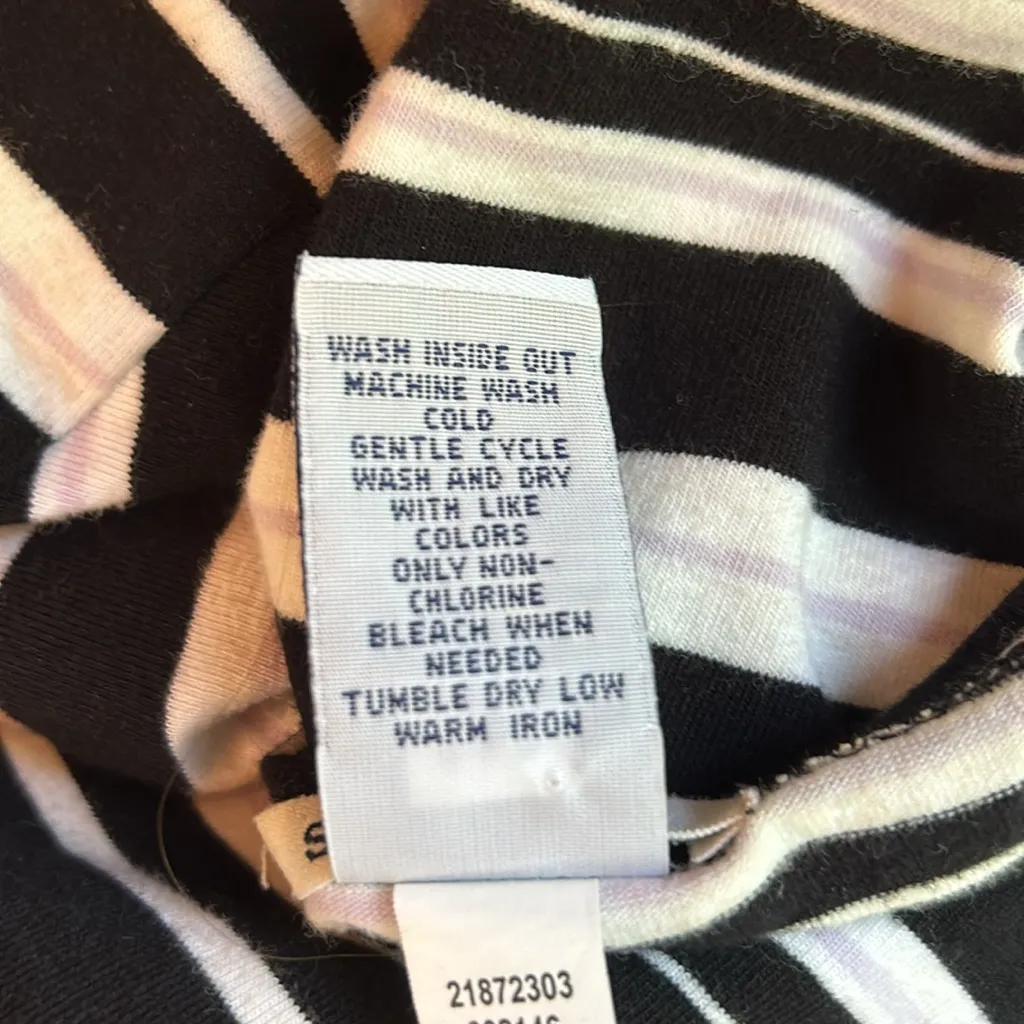 WASH INSIDE OUT
MACHINE WASH
COLD
GENTLE CYCLE
WASH AND DRY
WITH LIKE
COLORS
ONLY NON-
CHLORINE
BLEACH WHEN
NEEDED
TUMBLE DRY LOW
WARM IRON
S
21872303